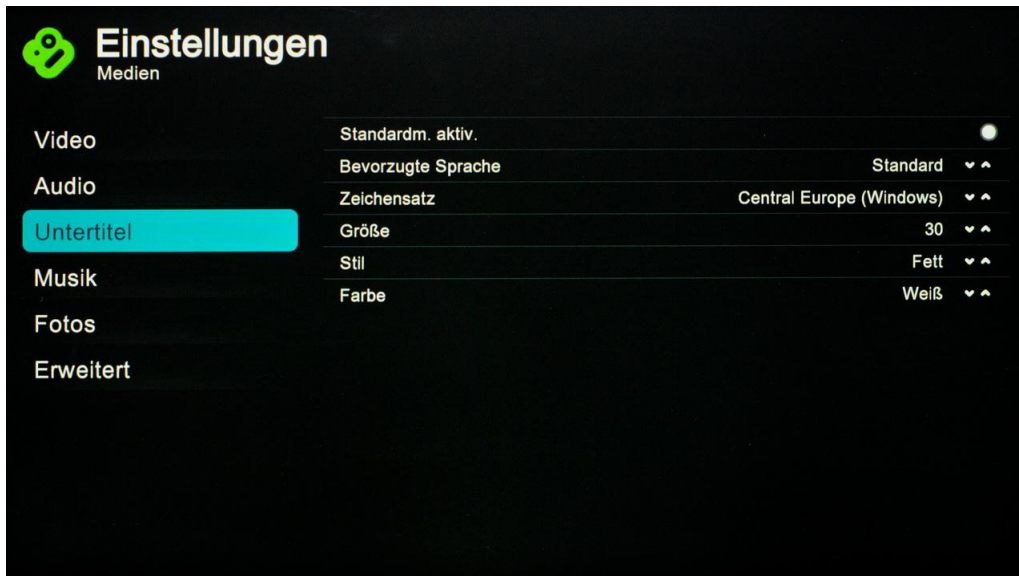 Einstellungen
Medien
Video
Audio
Untertitel
Musik
Fotos
Erweitert
Standardm. aktiv.
Bevorzugte Sprache Standard
Zeichensatz Central Europe (Windows)
Größe 30
Stil Fett
Farbe Weiß